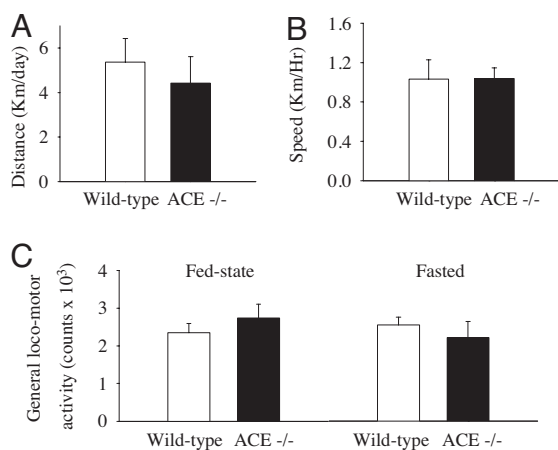 A
Distance (Km/day)
6
4
2
0
Wild-type ACE -/-
B
Speed (Km/Hr)
1.6
1.2
0.8
0.4
0.0
Wild-type ACE -/-
C
General loco-motor
activity (counts x 10³)
4
3
2
1
0
Fed-state
Fasted
Wild-type ACE -/-
Wild-type ACE -/-